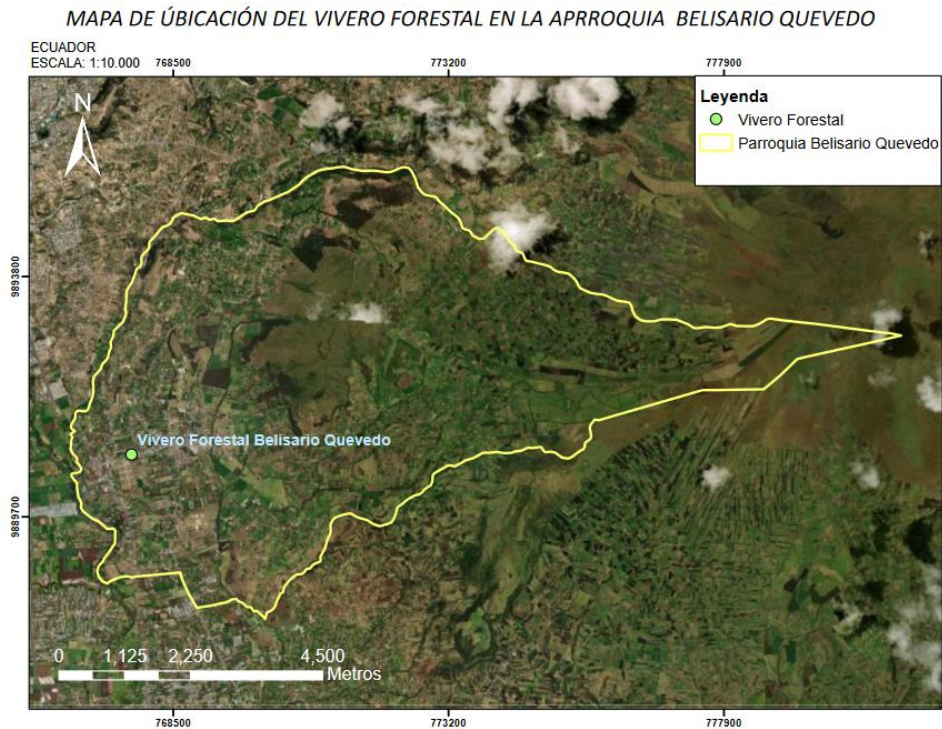 MAPA DE ÚBICACIÓN DEL VIVERO FORESTAL EN LA APRROQUIA  BELISARIO QUEVEDO
ECUADOR
ESCALA: 1:10.000
768500
773200
777900
N
Leyenda
Vivero Forestal
Parroquia Belisario Quevedo
9893800
Vivero Forestal Belisario Quevedo
9889700
0 1,125 2,250 4,500
Metros
768500
773200
777900